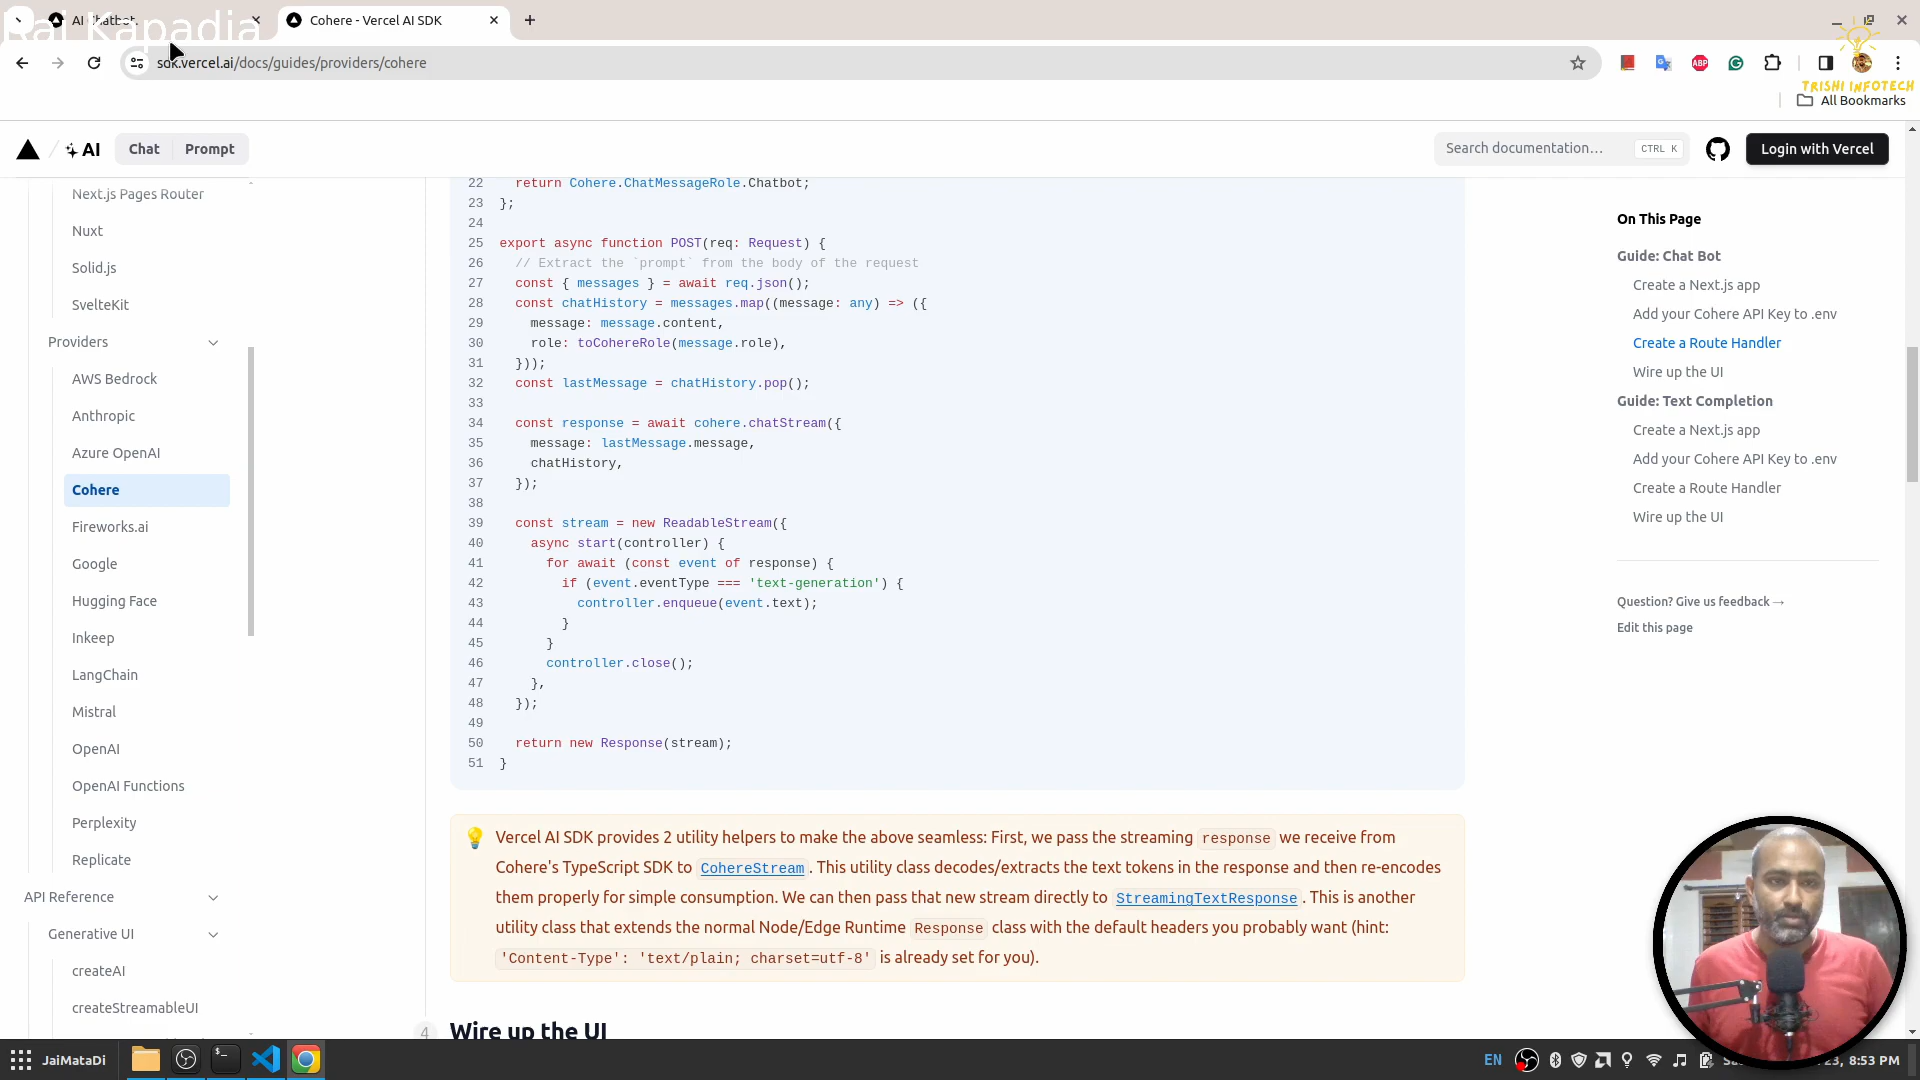 Raj Kapadia
AI Chatbot.
Cohere - Vercel AI SDK
sdk.vercel.ai/docs/guides/providers/cohere
ABP
TRISHI INFOTECH
All Bookmarks
AI
Chat
Prompt
Search documentation...
CTRL K
Login with Vercel
Next.js Pages Router
Nuxt
Solid.js
SvelteKit
Providers
AWS Bedrock
Anthropic
Azure OpenAI
Cohere
Fireworks.ai
Google
Hugging Face
Inkeep
LangChain
Mistral
OpenAI
OpenAI Functions
Perplexity
Replicate
API Reference
Generative UI
createAI
createStreamableUI
22 return Cohere.ChatMessageRole.Chatbot;
23 };
24
25 export async function POST(req: Request) {
26 // Extract the `prompt` from the body of the request
27 const { messages } = await req.json();
28 const chatHistory = messages.map((message: any) => ({
29 message: message.content,
30 role: toCohereRole(message.role),
31 }));
32 const lastMessage = chatHistory.pop();
33
34 const response = await cohere.chatStream({
35 message: lastMessage.message,
36 chatHistory,
37 });
38
39 const stream = new ReadableStream({
40 async start(controller) {
41 for await (const event of response) {
42 if (event.eventType === 'text-generation') {
43 controller.enqueue(event.text);
44 }
45 }
46 controller.close();
47 },
48 });
49
50 return new Response(stream);
51 }
Vercel AI SDK provides 2 utility helpers to make the above seamless: First, we pass the streaming response we receive from
Cohere's TypeScript SDK to CohereStream. This utility class decodes/extracts the text tokens in the response and then re-encodes
them properly for simple consumption. We can then pass that new stream directly to StreamingTextResponse. This is another
utility class that extends the normal Node/Edge Runtime Response class with the default headers you probably want (hint:
'Content-Type': 'text/plain; charset=utf-8' is already set for you).
4 Wire up the UI
On This Page
Guide: Chat Bot
Create a Next.js app
Add your Cohere API Key to .env
Create a Route Handler
Wire up the UI
Guide: Text Completion
Create a Next.js app
Add your Cohere API Key to .env
Create a Route Handler
Wire up the UI
Question? Give us feedback →
Edit this page
JaiMataDi
EN
23, 8:53 PM